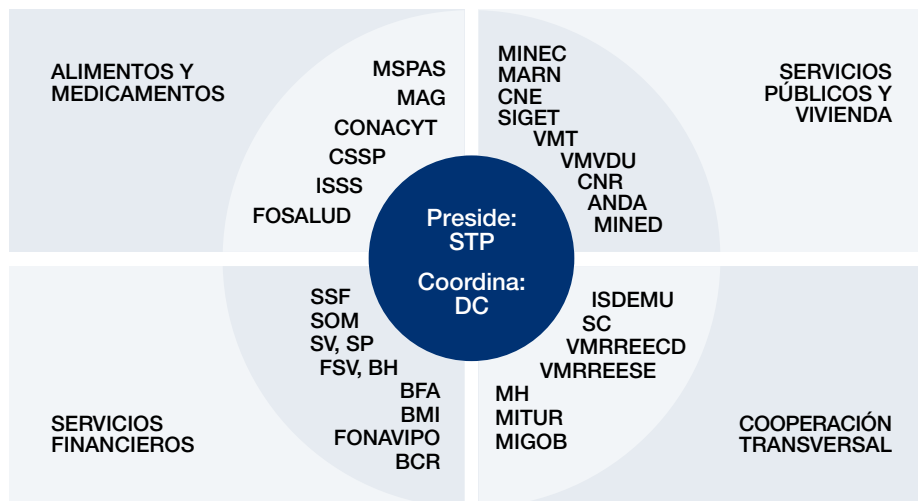 ALIMENTOS Y
MEDICAMENTOS
MSPAS
MAG
CONACYT
CSSP
ISSS
FOSALUD
MINEC
MARN
CNE
SIGET
VMT
VMVDU
CNR
ANDA
MINED
SERVICIOS
PÚBLICOS Y
VIVIENDA
Preside:
STP
Coordina:
DC
SSF
SOM
SV, SP
FSV, BH
BFA
BMI
FONAVIPO
BCR
SERVICIOS
FINANCIEROS
ISDEMU
SC
VMRREECD
VMRREESE
MH
MITUR
MIGOB
COOPERACIÓN
TRANSVERSAL